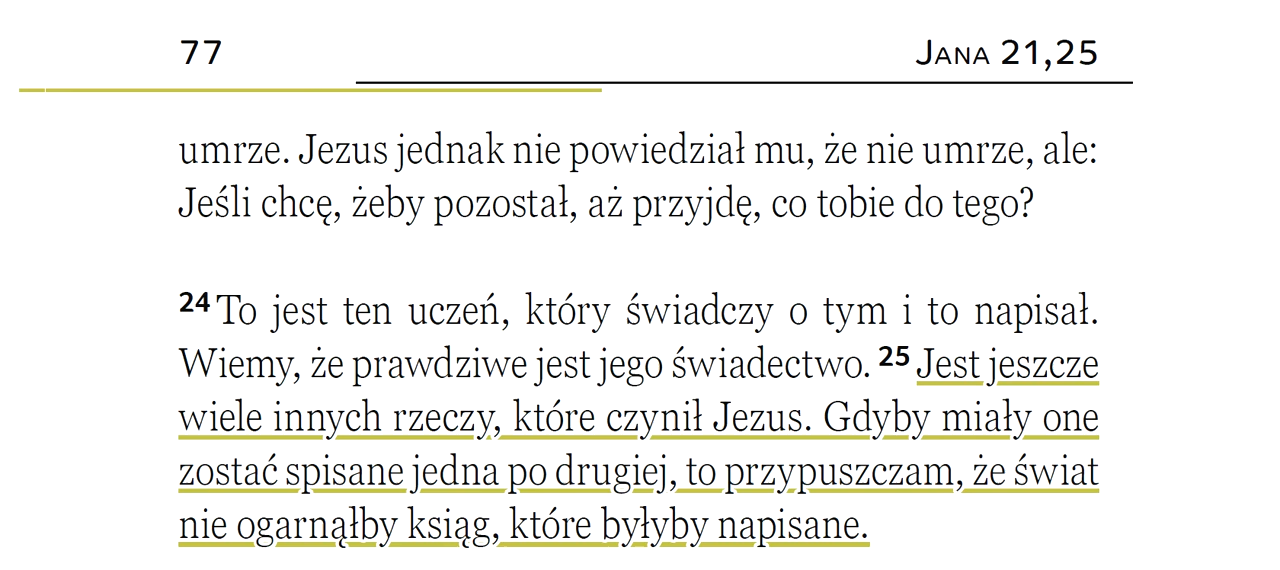 77 Jana 21,25
umrze. Jezus jednak nie powiedział mu, że nie umrze, ale:
Jeśli chcę, żeby pozostał, aż przyjdę, co tobie do tego?
24 To jest ten uczeń, który świadczy o tym i to napisał.
Wiemy, że prawdziwe jest jego świadectwo. 25 Jest jeszcze
wiele innych rzeczy, które czynił Jezus. Gdyby miały one
zostać spisane jedna po drugiej, to przypuszczam, że świat
nie ogarnąłby ksiąg, które byłyby napisane.